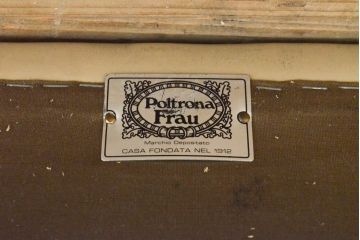 Poltrona
Frau
Marchio Depositato
CASA FONDATA NEL 1912